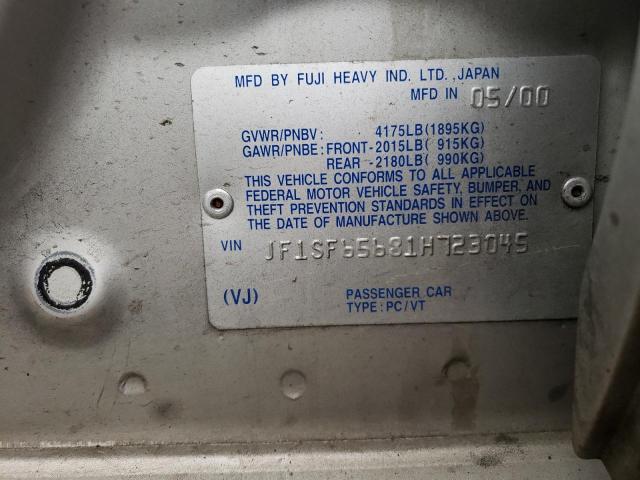 MFD BY FUJI HEAVY IND. LTD. ,JAPAN
MFD IN 05/00
GVWR/PNBV : 4175LB(1895KG)
GAWR/PNBE : FRONT-2015LB( 915KG)
REAR -2180LB( 990KG)
THIS VEHICLE CONFORMS TO ALL APPLICABLE
FEDERAL MOTOR VEHICLE SAFETY, BUMPER, AND
THEFT PREVENTION STANDARDS IN EFFECT ON
THE DATE OF MANUFACTURE SHOWN ABOVE.
VIN JF1SF65681H723045
(VJ) PASSENGER CAR
TYPE : PC/VT